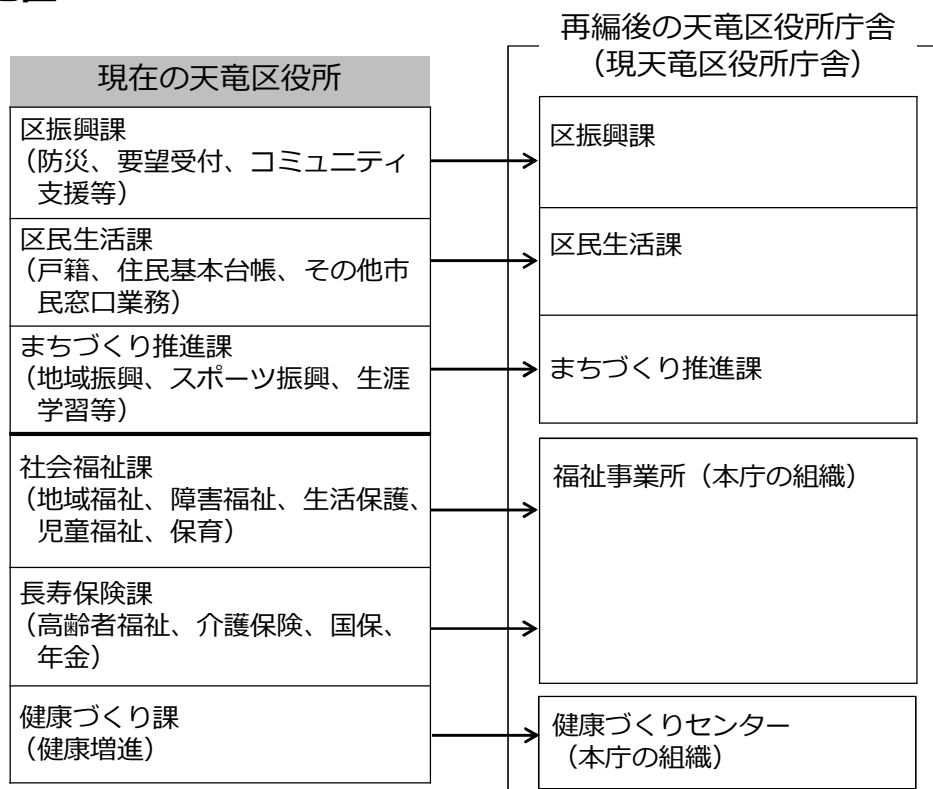 現在の天竜区役所
区振興課
（防災、要望受付、コミュニティ
支援等）
区民生活課
（戸籍、住民基本台帳、その他市
民窓口業務）
まちづくり推進課
（地域振興、スポーツ振興、生涯
学習等）
社会福祉課
（地域福祉、障害福祉、生活保護、
児童福祉、保育）
長寿保険課
（高齢者福祉、介護保険、国保、
年金）
健康づくり課
（健康増進）
再編後の天竜区役所庁舎
（現天竜区役所庁舎）
区振興課
区民生活課
まちづくり推進課
福祉事業所（本庁の組織）
健康づくりセンター
（本庁の組織）